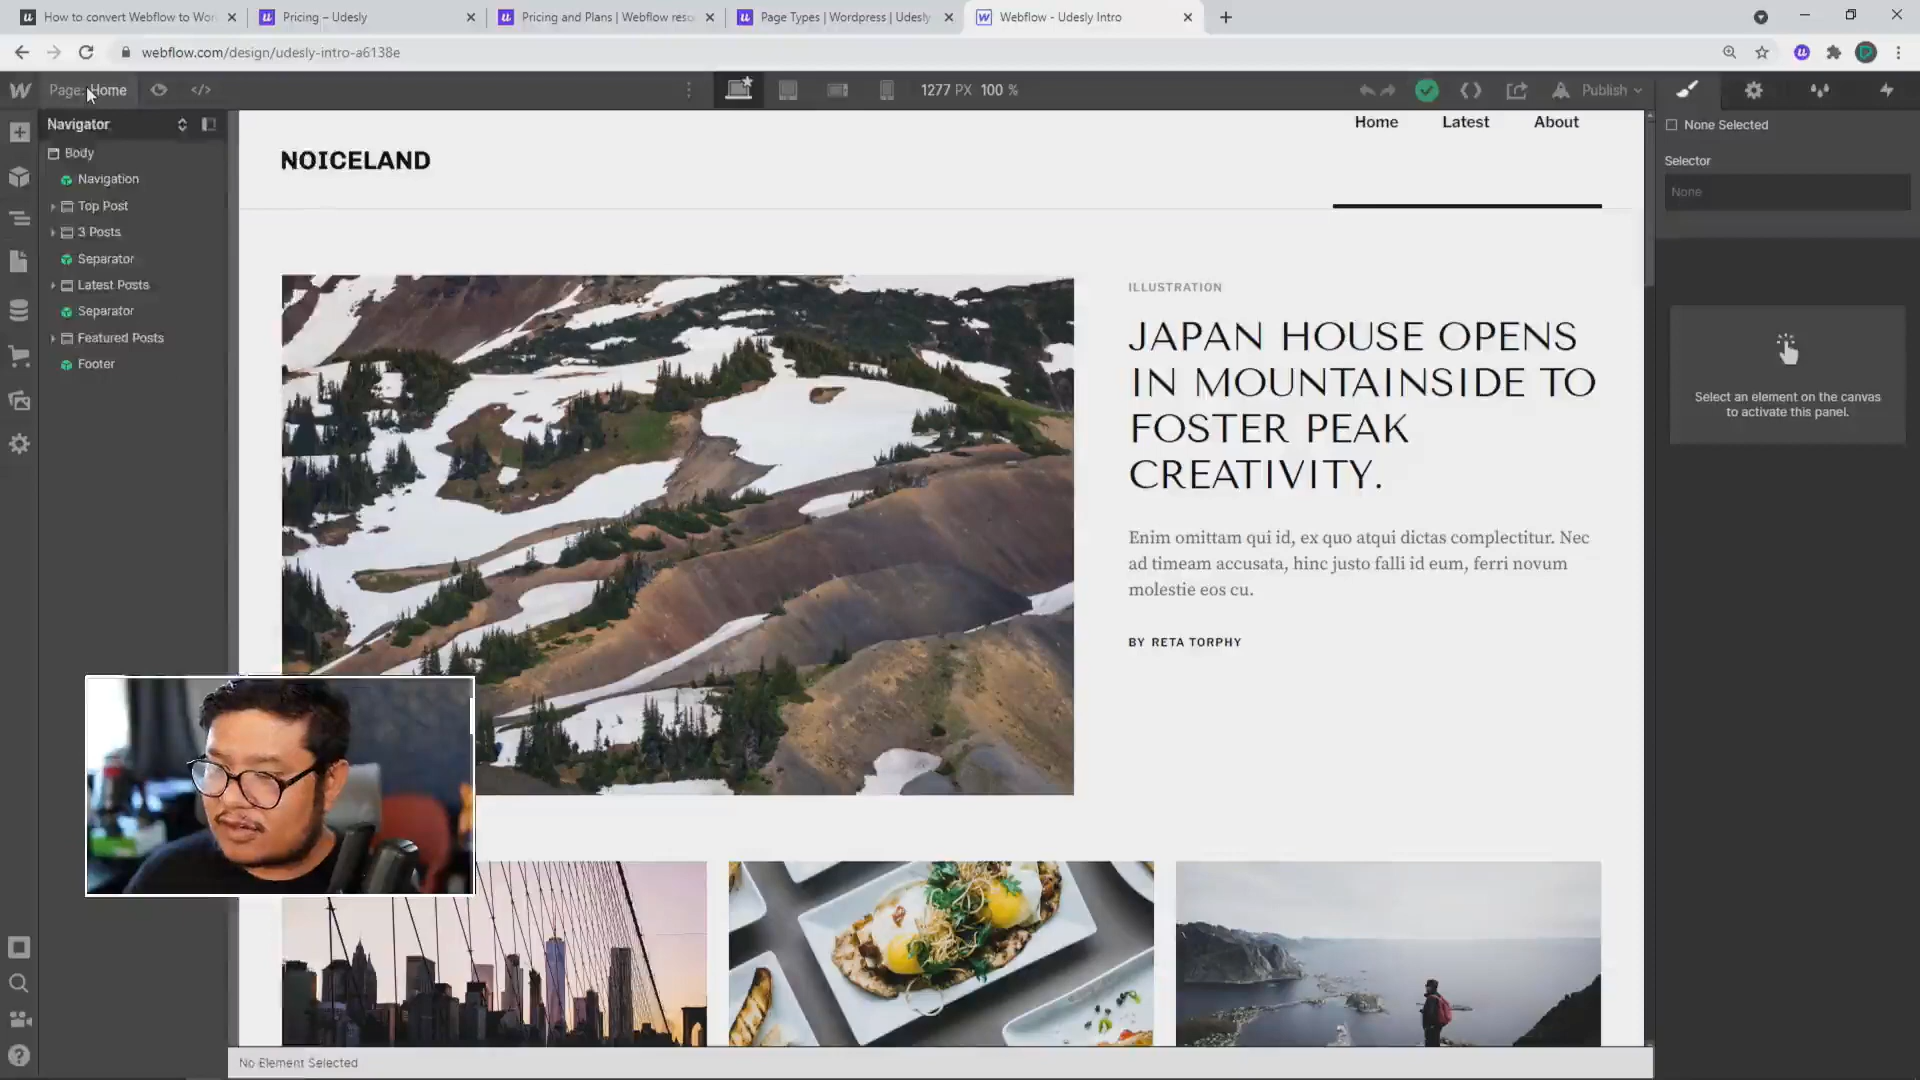 How to convert Webflow to Wor
Pricing – Udesly
Pricing and Plans | Webflow reso
Page Types | Wordpress | Udesly
Webflow - Udesly Intro
webflow.com/design/udesly-intro-a6138e
Page: Home
1277 PX 100 %
Publish
Navigator
Body
Navigation
Top Post
3 Posts
Separator
Latest Posts
Separator
Featured Posts
Footer
NOICELAND
Home
Latest
About
ILLUSTRATION
JAPAN HOUSE OPENS
IN MOUNTAINSIDE TO
FOSTER PEAK
CREATIVITY.
Enim omittam qui id, ex quo atqui dictas complectitur. Nec
ad timeam accusata, hinc justo falli id eum, ferri novum
molestie eos cu.
BY RETA TORPHY
None Selected
Selector
None
Select an element on the canvas
to activate this panel.
No Element Selected